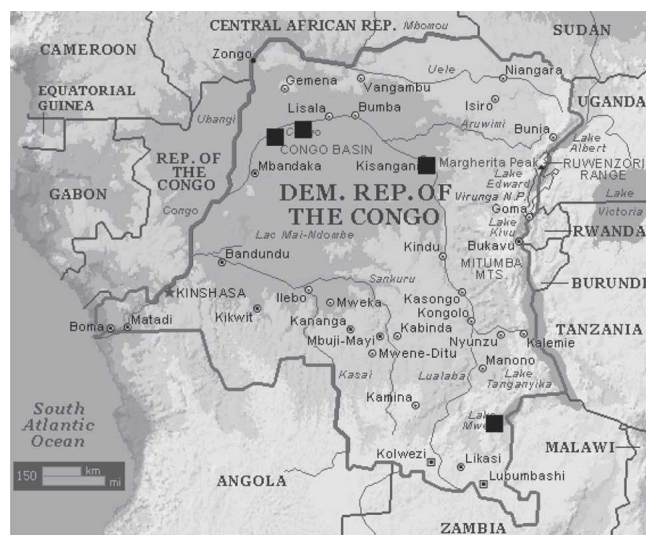 CENTRAL AFRICAN REP.
Mbomou
SUDAN
CAMEROON
Zongo
Uele
Niangara
Gemena
Vangambu
EQUATORIAL
GUINEA
Lisala
Bumba
Isiro
UGANDA
Ubangi
Aruwimi
Bunia
CONGO BASIN
Lake
Albert
REP. OF
THE
CONGO
Mbandaka
Kisangani
Margherita Peak
RUWENZORI
RANGE
GABON
DEM. REP. OF
THE CONGO
Lake
Edward
Virunga N.P.
Lake
Victoria
Congo
Goma
Lac Mai-Ndombe
Lake
Kivu
RWANDA
Bandundu
Kindu
Bukavu
MITUMBA
MTS.
Sankuru
BURUNDI
KINSHASA
Ilebo
Mweka
Kasongo
Kongolo
Boma
Matadi
Kikwit
Kananga
Kabinda
TANZANIA
Mbuji-Mayi
Nyunzu
Kalemie
Mwene-Ditu
Manono
Kasai
Lualaba
Lake
Tanganyika
Kamina
South
Atlantic
Ocean
Lake
Kolwezi
Likasi
MALAWI
150 km
mi
ANGOLA
Lubumbashi
ZAMBIA